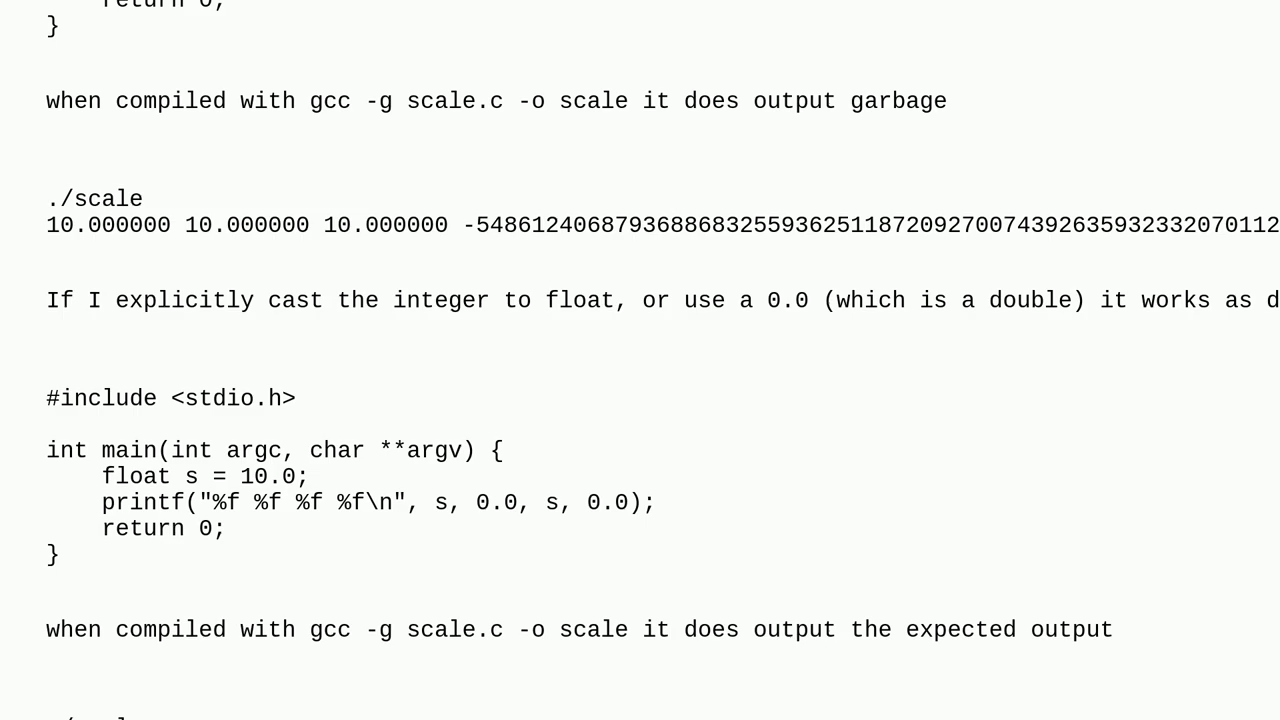 return 0;
}
when compiled with gcc -g scale.c -o scale it does output garbage
./scale
10.000000 10.000000 10.000000 -5486124068793688683255936251187209270074392635932332070112
If I explicitly cast the integer to float, or use a 0.0 (which is a double) it works as d
#include <stdio.h>
int main(int argc, char **argv) {
    float s = 10.0;
    printf("%f %f %f %f\n", s, 0.0, s, 0.0);
    return 0;
}
when compiled with gcc -g scale.c -o scale it does output the expected output